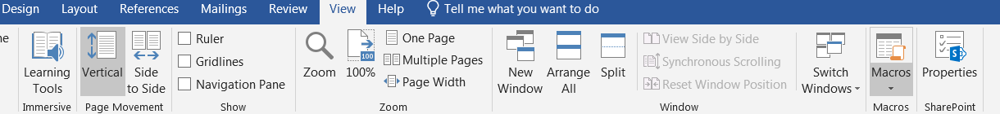 Design Layout References Mailings Review View Help Tell me what you want to do
Learning Tools
Vertical
Side to Side
Ruler
Gridlines
Navigation Pane
Zoom
100
100%
One Page
Multiple Pages
Page Width
New Window
Arrange All
Split
View Side by Side
Synchronous Scrolling
Reset Window Position
Switch Windows
Macros
S
Properties
Immersive Page Movement Show Zoom Window Macros SharePoint